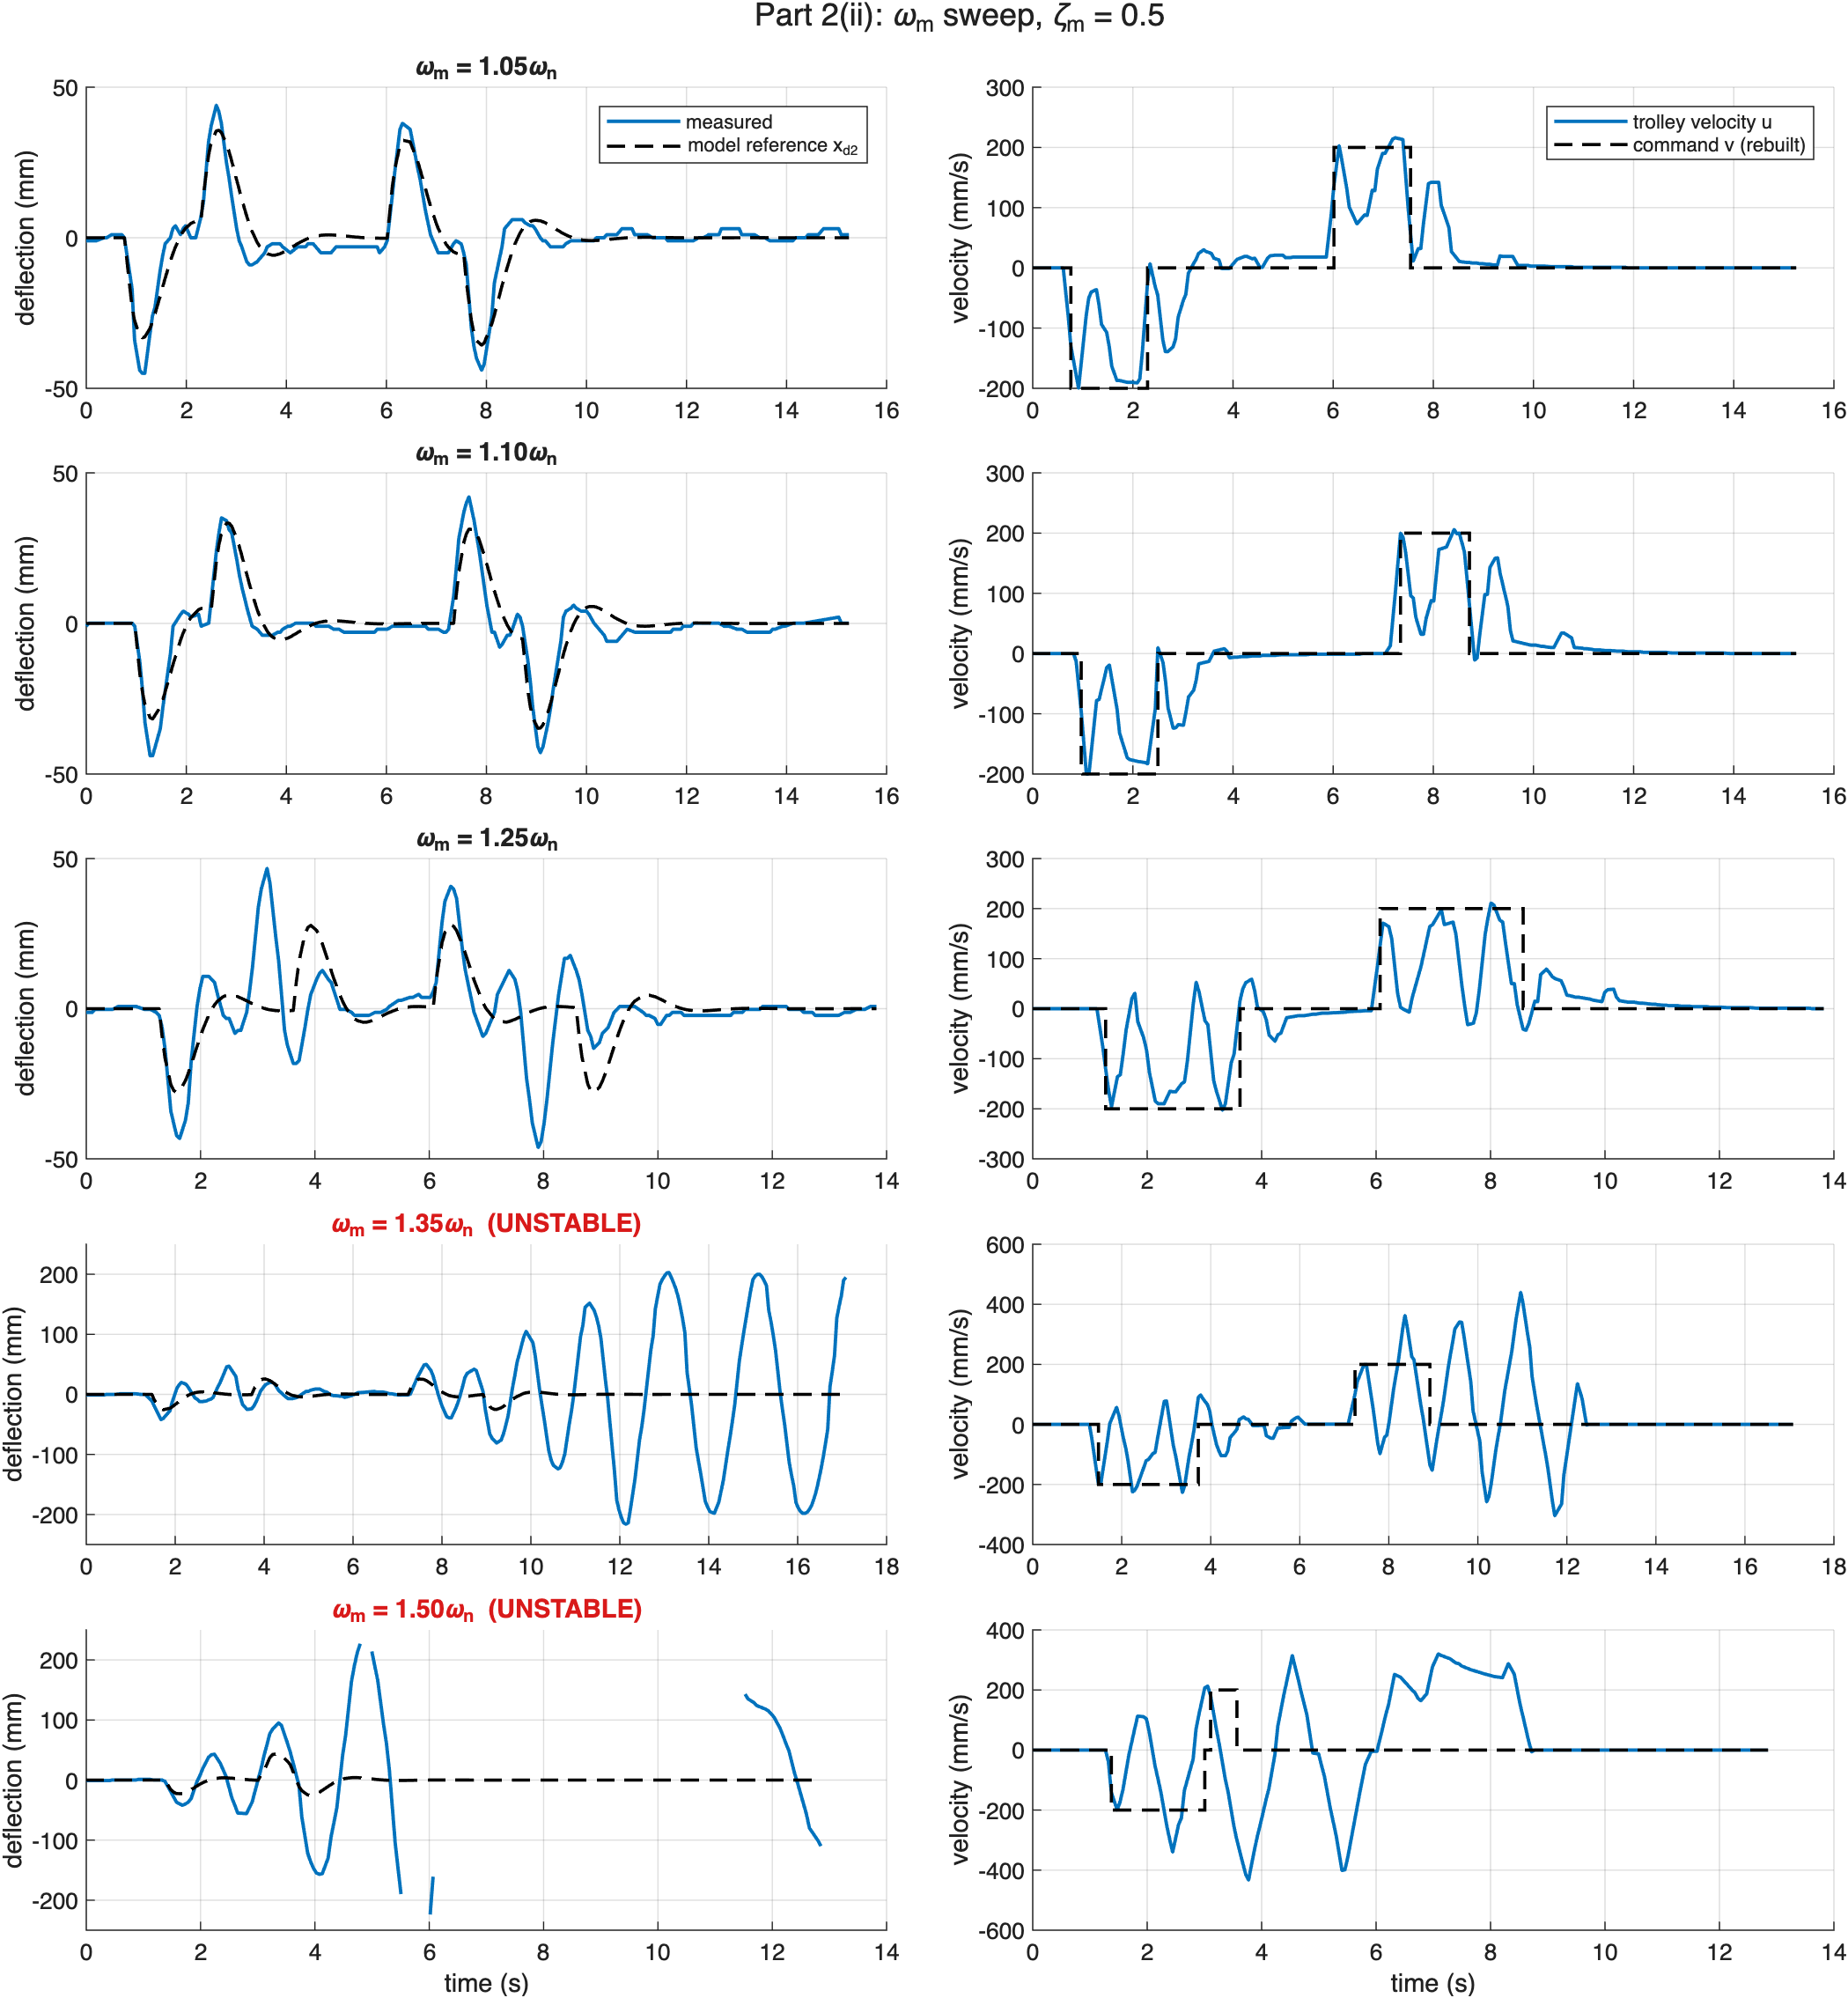 Part 2(ii): ωm sweep, ζm = 0.5
ωm = 1.05ωn
50
0
-50
deflection (mm)
measured
model reference xd2
0 2 4 6 8 10 12 14 16
300
200
100
0
-100
-200
velocity (mm/s)
trolley velocity u
command v (rebuilt)
0 2 4 6 8 10 12 14 16
ωm = 1.10ωn
50
0
-50
deflection (mm)
0 2 4 6 8 10 12 14 16
300
200
100
0
-100
-200
velocity (mm/s)
0 2 4 6 8 10 12 14 16
ωm = 1.25ωn
50
0
-50
deflection (mm)
0 2 4 6 8 10 12 14
300
200
100
0
-100
-200
-300
velocity (mm/s)
0 2 4 6 8 10 12 14
ωm = 1.35ωn (UNSTABLE)
200
100
0
-100
-200
deflection (mm)
0 2 4 6 8 10 12 14 16 18
600
400
200
0
-200
-400
velocity (mm/s)
0 2 4 6 8 10 12 14 16 18
ωm = 1.50ωn (UNSTABLE)
200
100
0
-100
-200
deflection (mm)
0 2 4 6 8 10 12 14
time (s)
400
200
0
-200
-400
-600
velocity (mm/s)
0 2 4 6 8 10 12 14
time (s)